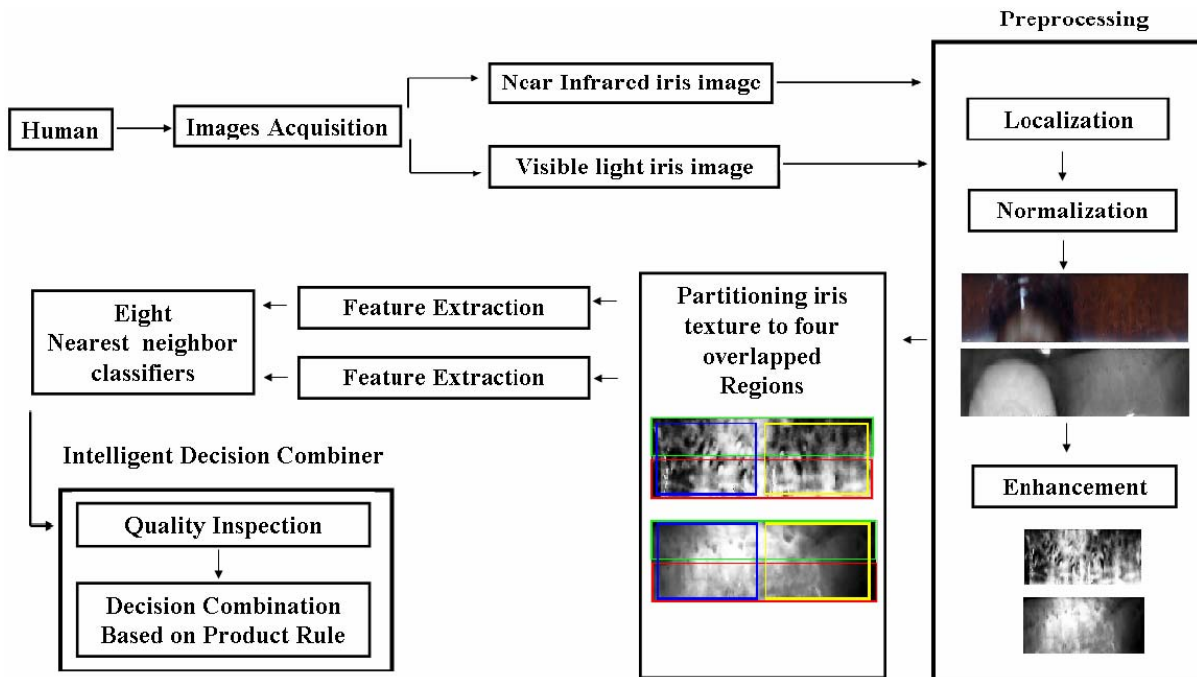 Preprocessing
Human
Images Acquisition
Near Infrared iris image
Visible light iris image
Localization
Normalization
Enhancement
Partitioning iris
texture to four
overlapped
Regions
Feature Extraction
Feature Extraction
Eight
Nearest neighbor
classifiers
Intelligent Decision Combiner
Quality Inspection
Decision Combination
Based on Product Rule